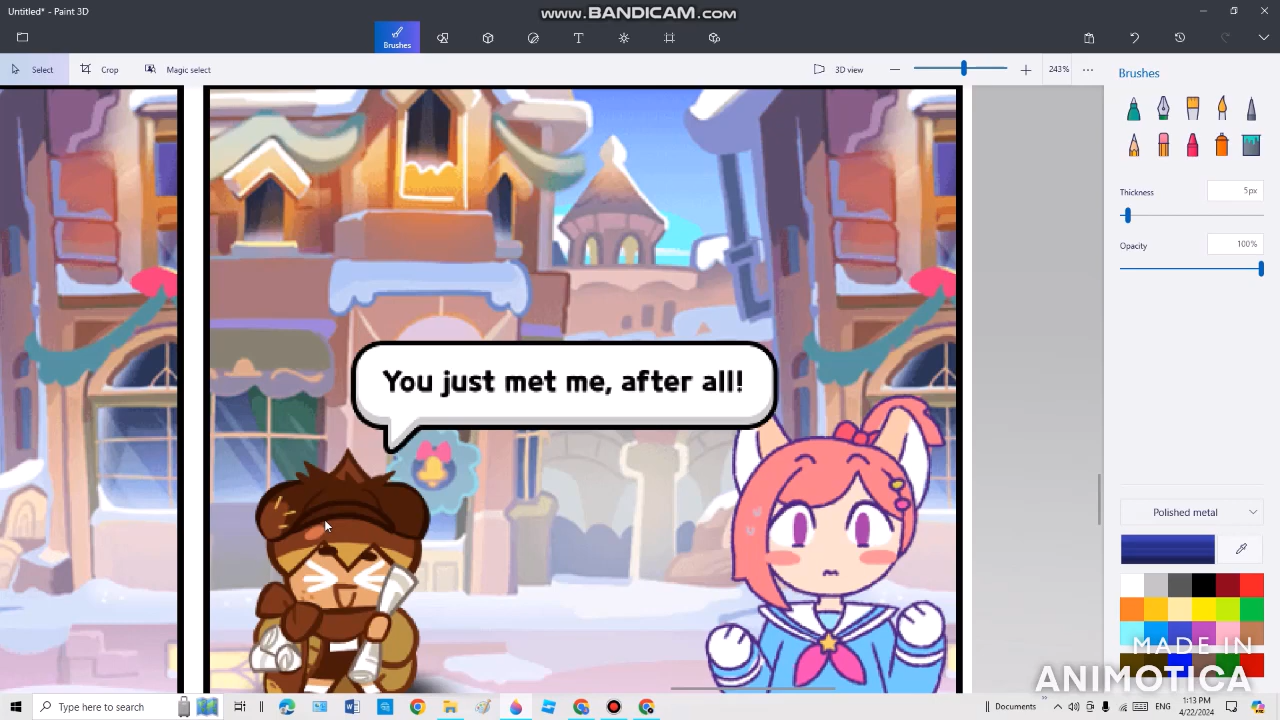 Untitled* - Paint 3D
www.BANDICAM.com
Brushes
Select
Crop
Magic select
3D view
243%
Brushes
Thickness
5px
Opacity
100%
You just met me, after all!
Polished metal
MADE IN
ANIMOTICA
Type here to search
Documents
ENG
1:13 PM
4/22/2024